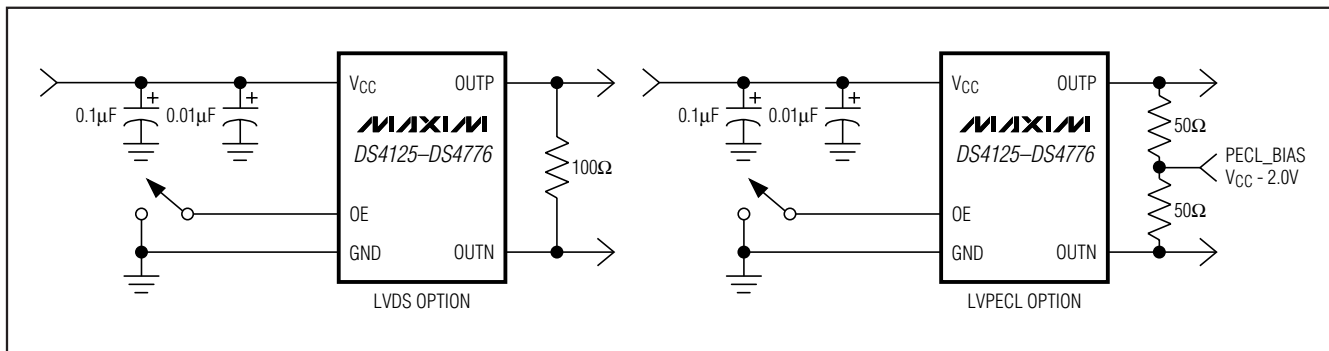 VCC
OUTP
0.1µF
+
0.01µF
+
MAXIM
DS4125–DS4776
100Ω
OE
GND
OUTN
LVDS OPTION
VCC
OUTP
0.1µF
+
0.01µF
+
MAXIM
DS4125–DS4776
50Ω
PECL_BIAS
VCC - 2.0V
50Ω
OE
GND
OUTN
LVPECL OPTION